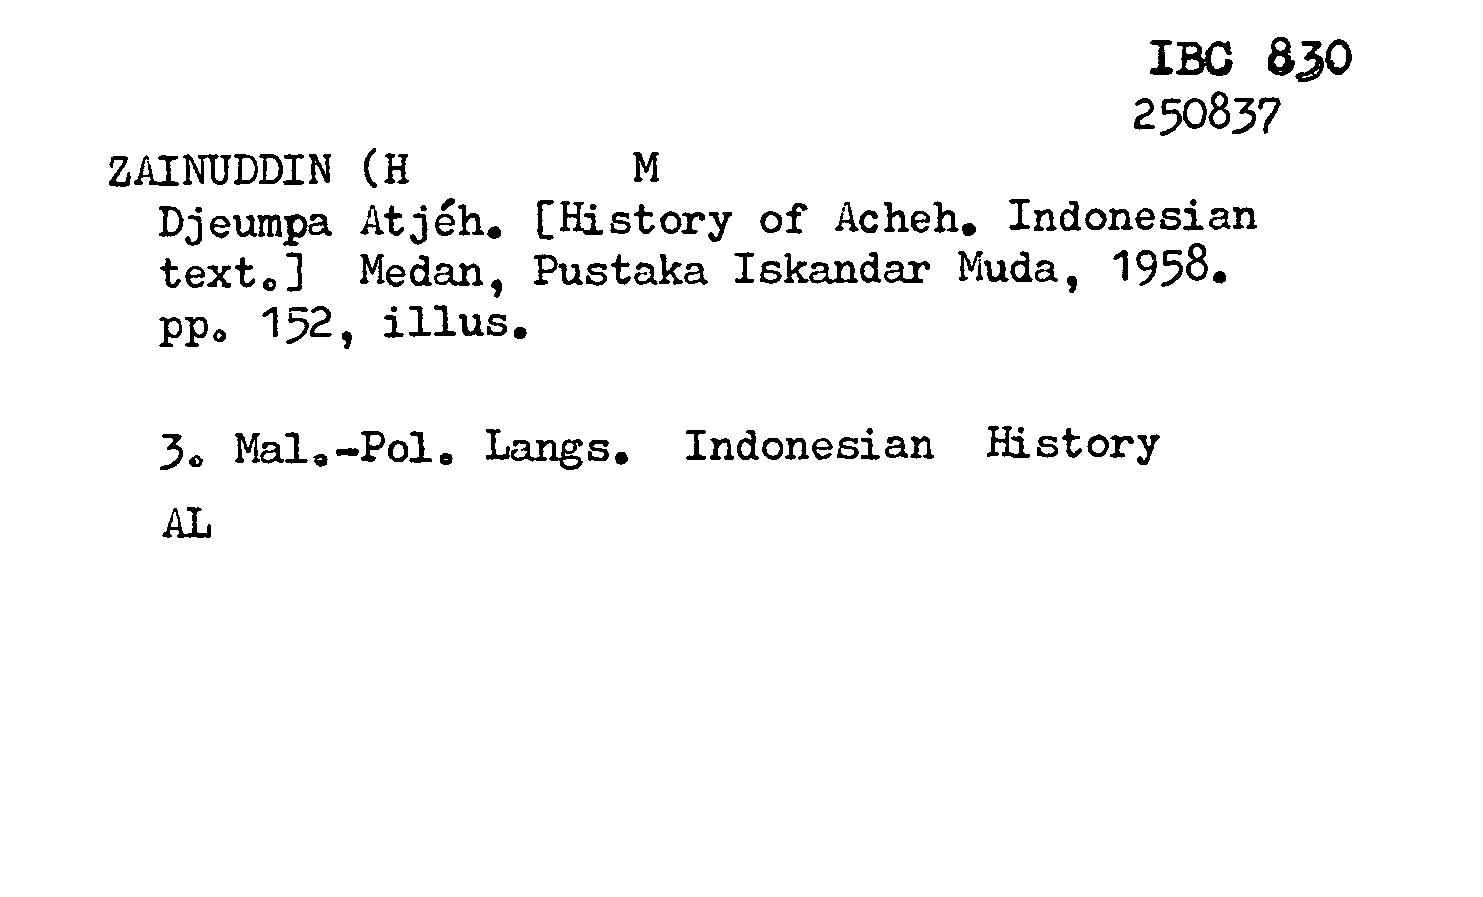 IBC 830
250837
ZAINUDDIN (H M
Djeumpa Atjéh. [History of Acheh. Indonesian
text.] Medan, Pustaka Iskandar Muda, 1958.
pp. 152, illus.
3. Mal.-Pol. Langs. Indonesian History
AL